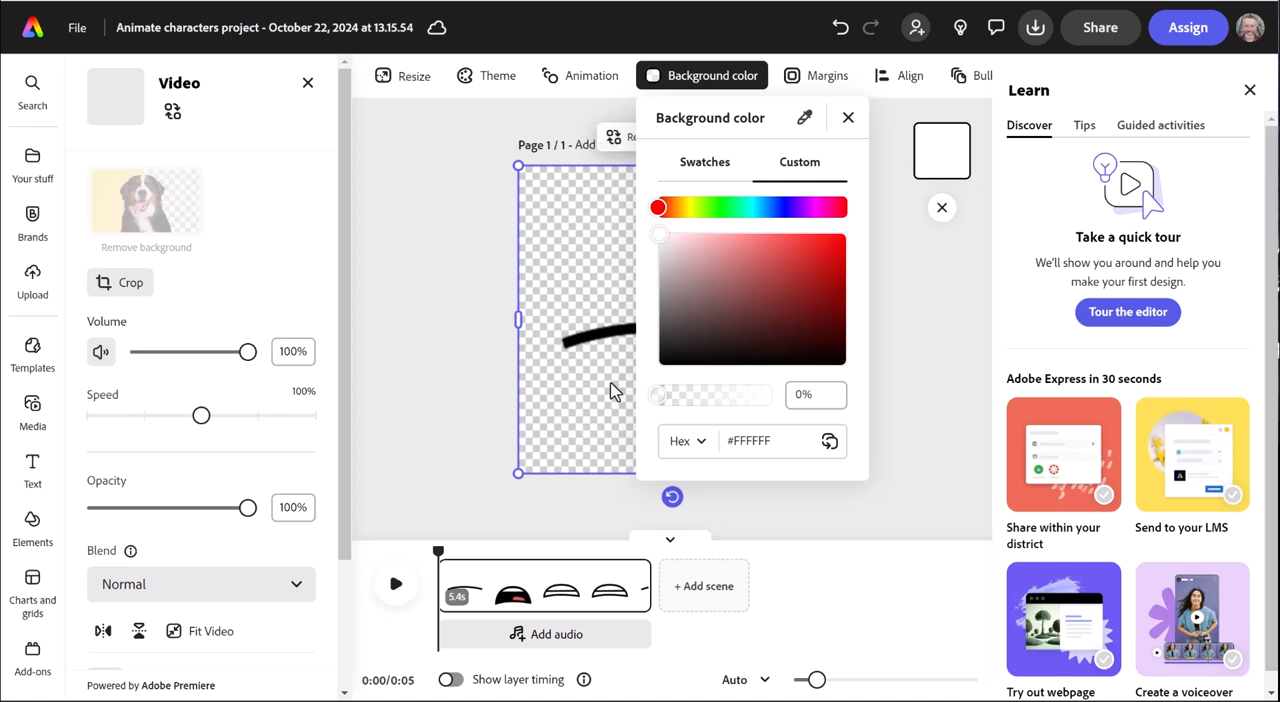 File
Animate characters project - October 22, 2024 at 13.15.54
Share
Assign
Search
Your stuff
Brands
Upload
Templates
Media
Text
Elements
Charts and
grids
Add-ons
Video
Remove background
Crop
Volume
100%
Speed
100%
Opacity
100%
Blend
Normal
Fit Video
Powered by Adobe Premiere
Resize
Theme
Animation
Background color
Margins
Align
Bul
Page 1 / 1 - Add
Re
Background color
Swatches
Custom
0%
Hex
#FFFFFF
5.4s
+ Add scene
Add audio
0:00/0:05
Show layer timing
Auto
Learn
Discover
Tips
Guided activities
Take a quick tour
We'll show you around and help you
make your first design.
Tour the editor
Adobe Express in 30 seconds
Share within your
district
Send to your LMS
Try out webpage
Create a voiceover